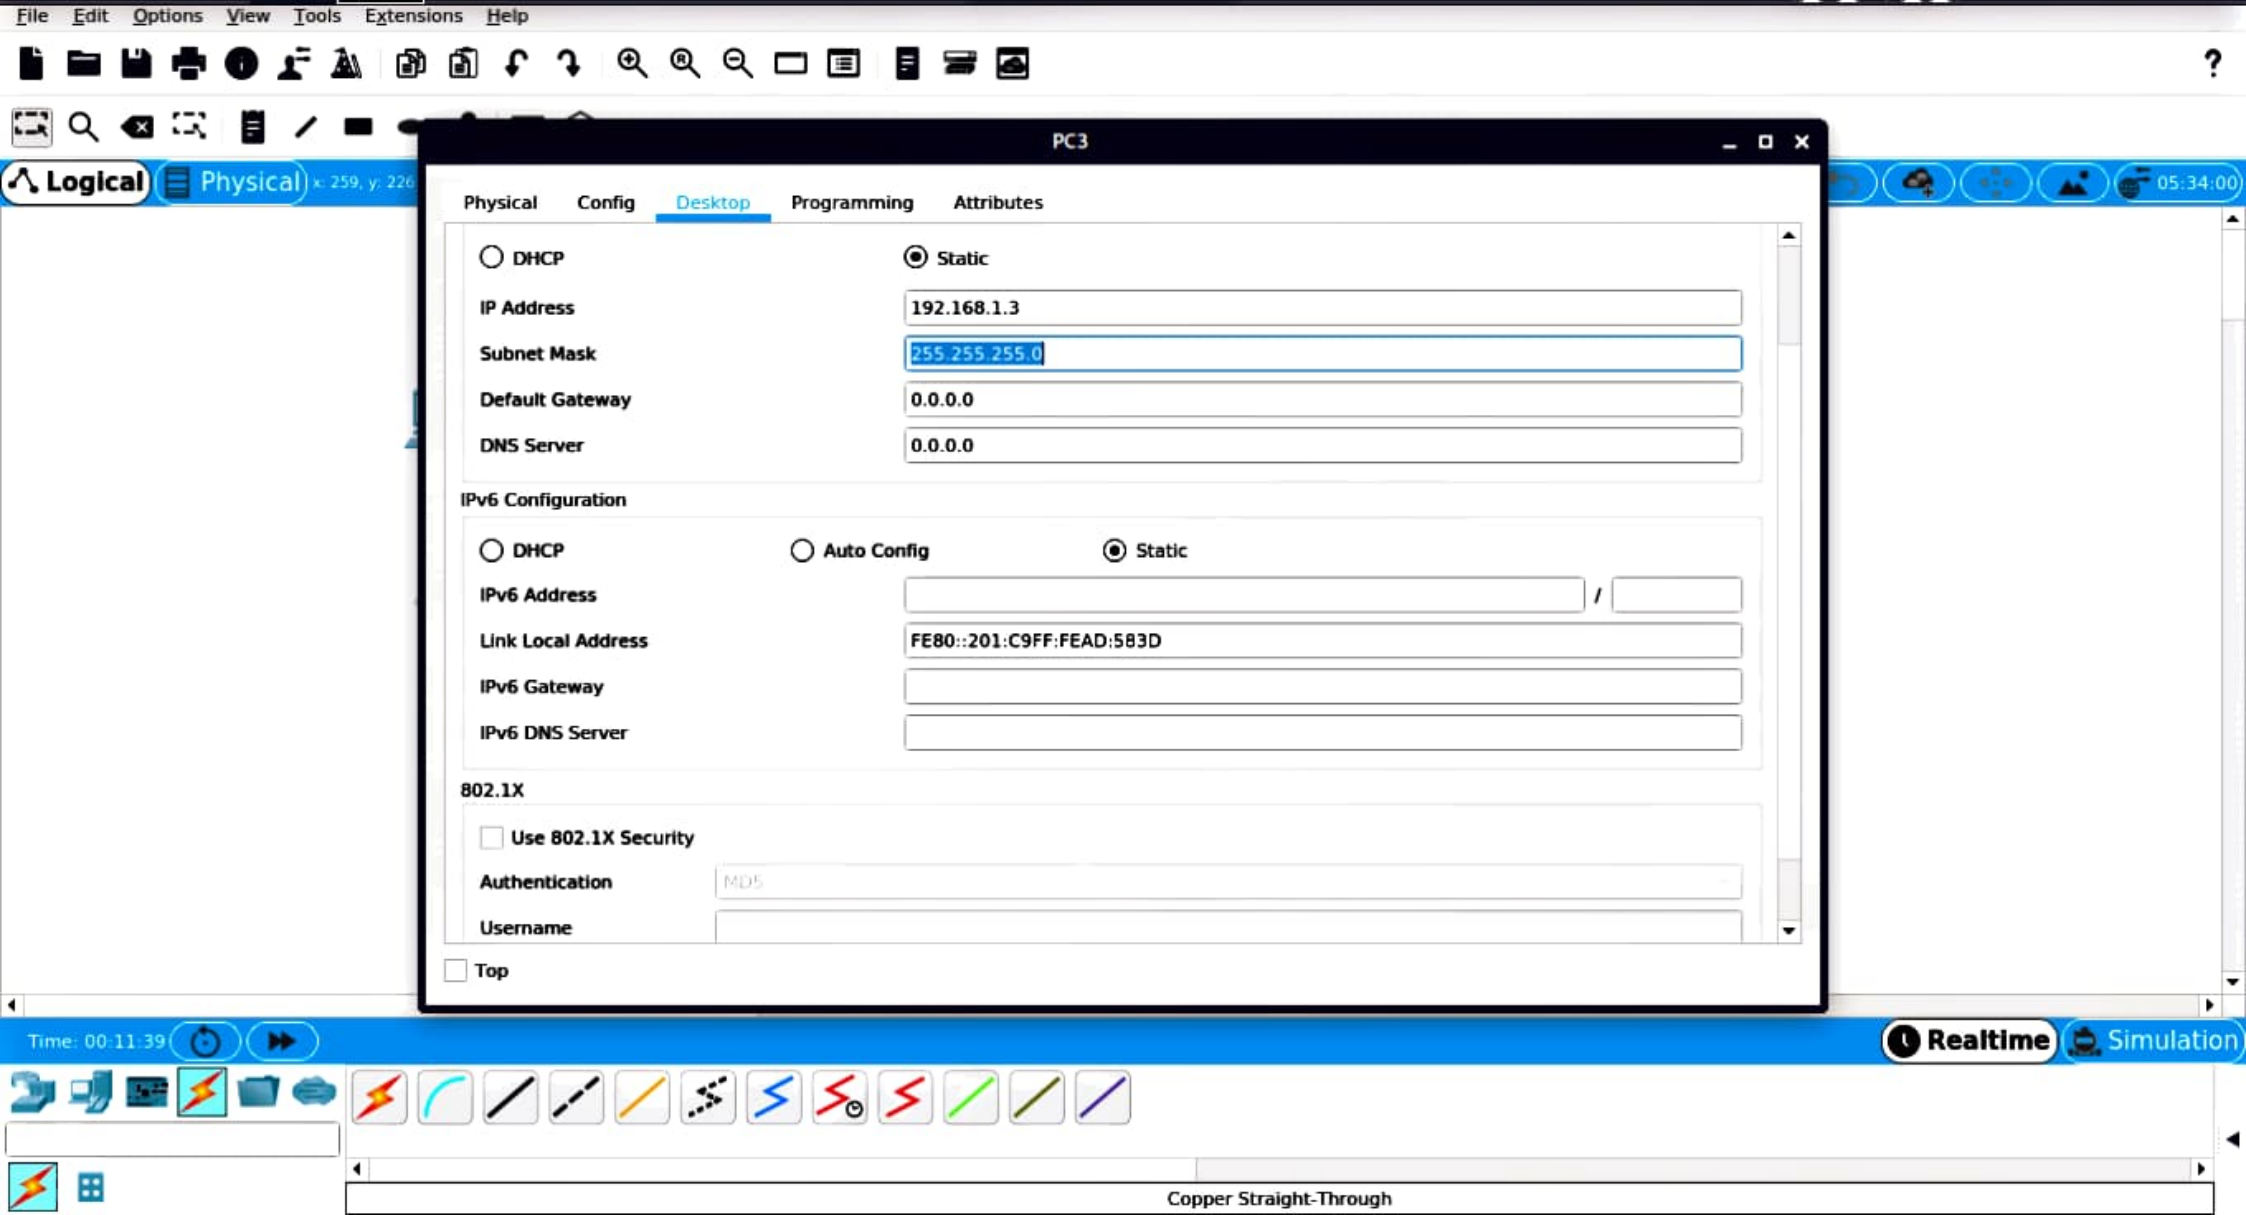 File Edit Options View Tools Extensions Help
?
PC3
Logical Physical x: 259, y: 226 05:34:00
Physical Config Desktop Programming Attributes
DHCP Static
IP Address 192.168.1.3
Subnet Mask 255.255.255.0
Default Gateway 0.0.0.0
DNS Server 0.0.0.0
IPv6 Configuration
DHCP Auto Config Static
IPv6 Address /
Link Local Address FE80::201:C9FF:FEAD:583D
IPv6 Gateway
IPv6 DNS Server
802.1X
Use 802.1X Security
Authentication MD5
Username
Top
Time: 00:11:39 Realtime Simulation
Copper Straight-Through